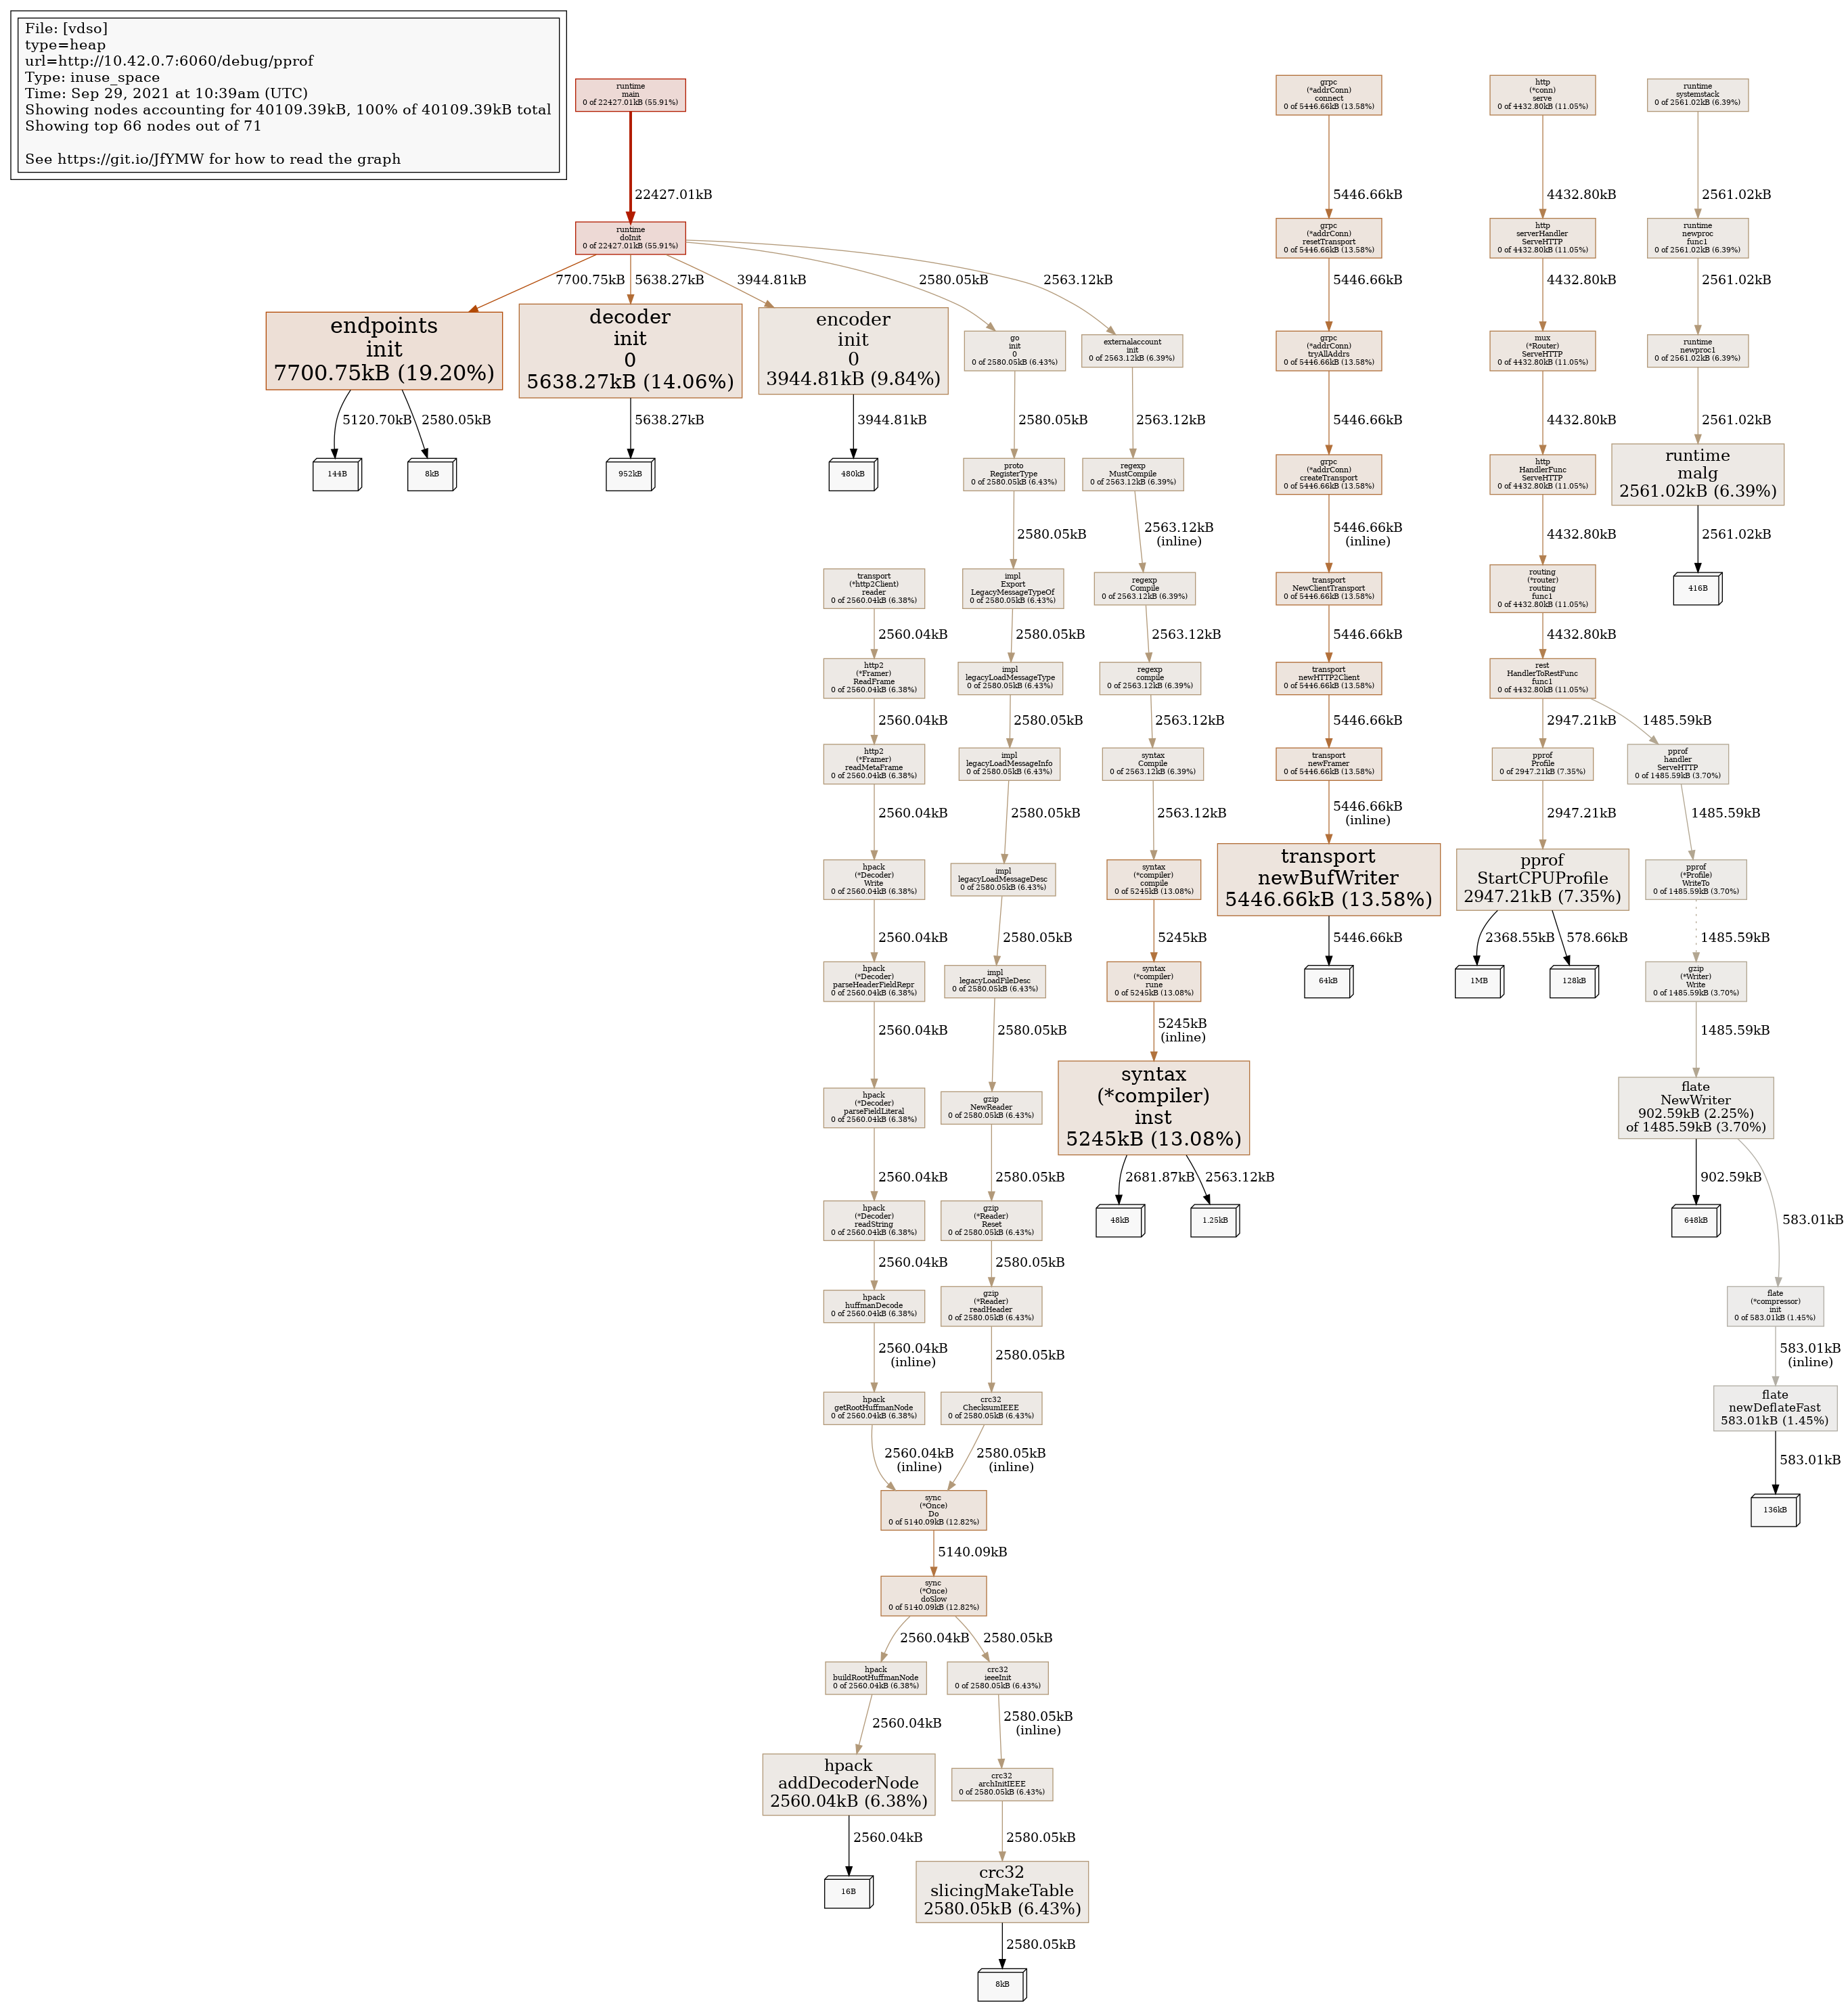 File: [vdso]
type=heap
url=http://10.42.0.7:6060/debug/pprof
Type: inuse_space
Time: Sep 29, 2021 at 10:39am (UTC)
Showing nodes accounting for 40109.39kB, 100% of 40109.39kB total
Showing top 66 nodes out of 71
See https://git.io/JfYMW for how to read the graph
runtime
main
0 of 22427.01kB (55.91%)
22427.01kB
runtime
doInit
0 of 22427.01kB (55.91%)
7700.75kB
5638.27kB
3944.81kB
2580.05kB
2563.12kB
endpoints
init
7700.75kB (19.20%)
5120.70kB
2580.05kB
144B
8kB
decoder
init
0
5638.27kB (14.06%)
5638.27kB
952kB
encoder
init
0
3944.81kB (9.84%)
3944.81kB
480kB
transport
(*http2Client)
reader
0 of 2560.04kB (6.38%)
2560.04kB
http2
(*Framer)
ReadFrame
0 of 2560.04kB (6.38%)
2560.04kB
http2
(*Framer)
readMetaFrame
0 of 2560.04kB (6.38%)
2560.04kB
hpack
(*Decoder)
Write
0 of 2560.04kB (6.38%)
2560.04kB
hpack
(*Decoder)
parseHeaderFieldRepr
0 of 2560.04kB (6.38%)
2560.04kB
hpack
(*Decoder)
parseFieldLiteral
0 of 2560.04kB (6.38%)
2560.04kB
hpack
(*Decoder)
readString
0 of 2560.04kB (6.38%)
2560.04kB
hpack
huffmanDecode
0 of 2560.04kB (6.38%)
2560.04kB
(inline)
hpack
getRootHuffmanNode
0 of 2560.04kB (6.38%)
2560.04kB
(inline)
go
init
0
0 of 2580.05kB (6.43%)
2580.05kB
proto
RegisterType
0 of 2580.05kB (6.43%)
2580.05kB
impl
Export
LegacyMessageTypeOf
0 of 2580.05kB (6.43%)
2580.05kB
impl
legacyLoadMessageType
0 of 2580.05kB (6.43%)
2580.05kB
impl
legacyLoadMessageInfo
0 of 2580.05kB (6.43%)
2580.05kB
impl
legacyLoadMessageDesc
0 of 2580.05kB (6.43%)
2580.05kB
impl
legacyLoadFileDesc
0 of 2580.05kB (6.43%)
2580.05kB
gzip
NewReader
0 of 2580.05kB (6.43%)
2580.05kB
gzip
(*Reader)
Reset
0 of 2580.05kB (6.43%)
2580.05kB
gzip
(*Reader)
readHeader
0 of 2580.05kB (6.43%)
2580.05kB
crc32
ChecksumIEEE
0 of 2580.05kB (6.43%)
2580.05kB
(inline)
sync
(*Once)
Do
0 of 5140.09kB (12.82%)
5140.09kB
sync
(*Once)
doSlow
0 of 5140.09kB (12.82%)
2560.04kB
2580.05kB
hpack
buildRootHuffmanNode
0 of 2560.04kB (6.38%)
2560.04kB
hpack
addDecoderNode
2560.04kB (6.38%)
2560.04kB
16B
crc32
ieeeInit
0 of 2580.05kB (6.43%)
2580.05kB
(inline)
crc32
archInitIEEE
0 of 2580.05kB (6.43%)
2580.05kB
crc32
slicingMakeTable
2580.05kB (6.43%)
2580.05kB
8kB
externalaccount
init
0 of 2563.12kB (6.39%)
2563.12kB
regexp
MustCompile
0 of 2563.12kB (6.39%)
2563.12kB
(inline)
regexp
Compile
0 of 2563.12kB (6.39%)
2563.12kB
regexp
compile
0 of 2563.12kB (6.39%)
2563.12kB
syntax
Compile
0 of 2563.12kB (6.39%)
2563.12kB
syntax
(*compiler)
compile
0 of 5245kB (13.08%)
5245kB
syntax
(*compiler)
rune
0 of 5245kB (13.08%)
5245kB
(inline)
syntax
(*compiler)
inst
5245kB (13.08%)
2681.87kB
2563.12kB
48kB
1.25kB
grpc
(*addrConn)
connect
0 of 5446.66kB (13.58%)
5446.66kB
grpc
(*addrConn)
resetTransport
0 of 5446.66kB (13.58%)
5446.66kB
grpc
(*addrConn)
tryAllAddrs
0 of 5446.66kB (13.58%)
5446.66kB
grpc
(*addrConn)
createTransport
0 of 5446.66kB (13.58%)
5446.66kB
(inline)
transport
NewClientTransport
0 of 5446.66kB (13.58%)
5446.66kB
transport
newHTTP2Client
0 of 5446.66kB (13.58%)
5446.66kB
transport
newFramer
0 of 5446.66kB (13.58%)
5446.66kB
(inline)
transport
newBufWriter
5446.66kB (13.58%)
5446.66kB
64kB
http
(*conn)
serve
0 of 4432.80kB (11.05%)
4432.80kB
http
serverHandler
ServeHTTP
0 of 4432.80kB (11.05%)
4432.80kB
mux
(*Router)
ServeHTTP
0 of 4432.80kB (11.05%)
4432.80kB
http
HandlerFunc
ServeHTTP
0 of 4432.80kB (11.05%)
4432.80kB
routing
(*router)
routing
func1
0 of 4432.80kB (11.05%)
4432.80kB
rest
HandlerToRestFunc
func1
0 of 4432.80kB (11.05%)
2947.21kB
1485.59kB
pprof
Profile
0 of 2947.21kB (7.35%)
2947.21kB
pprof
StartCPUProfile
2947.21kB (7.35%)
2368.55kB
578.66kB
1MB
128kB
pprof
handler
ServeHTTP
0 of 1485.59kB (3.70%)
1485.59kB
pprof
(*Profile)
WriteTo
0 of 1485.59kB (3.70%)
1485.59kB
gzip
(*Writer)
Write
0 of 1485.59kB (3.70%)
1485.59kB
flate
NewWriter
902.59kB (2.25%)
of 1485.59kB (3.70%)
902.59kB
583.01kB
648kB
flate
(*compressor)
init
0 of 583.01kB (1.45%)
583.01kB
(inline)
flate
newDeflateFast
583.01kB (1.45%)
583.01kB
136kB
runtime
systemstack
0 of 2561.02kB (6.39%)
2561.02kB
runtime
newproc
func1
0 of 2561.02kB (6.39%)
2561.02kB
runtime
newproc1
0 of 2561.02kB (6.39%)
2561.02kB
runtime
malg
2561.02kB (6.39%)
2561.02kB
416B